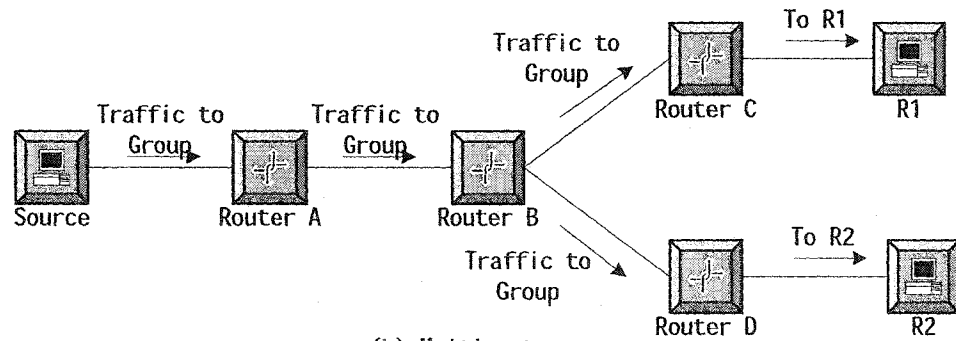 Traffic to
Group
To R1
Router C
R1
Traffic to
Group
Traffic to
Group
Source
Router A
Router B
Traffic to
Group
To R2
Router D
R2